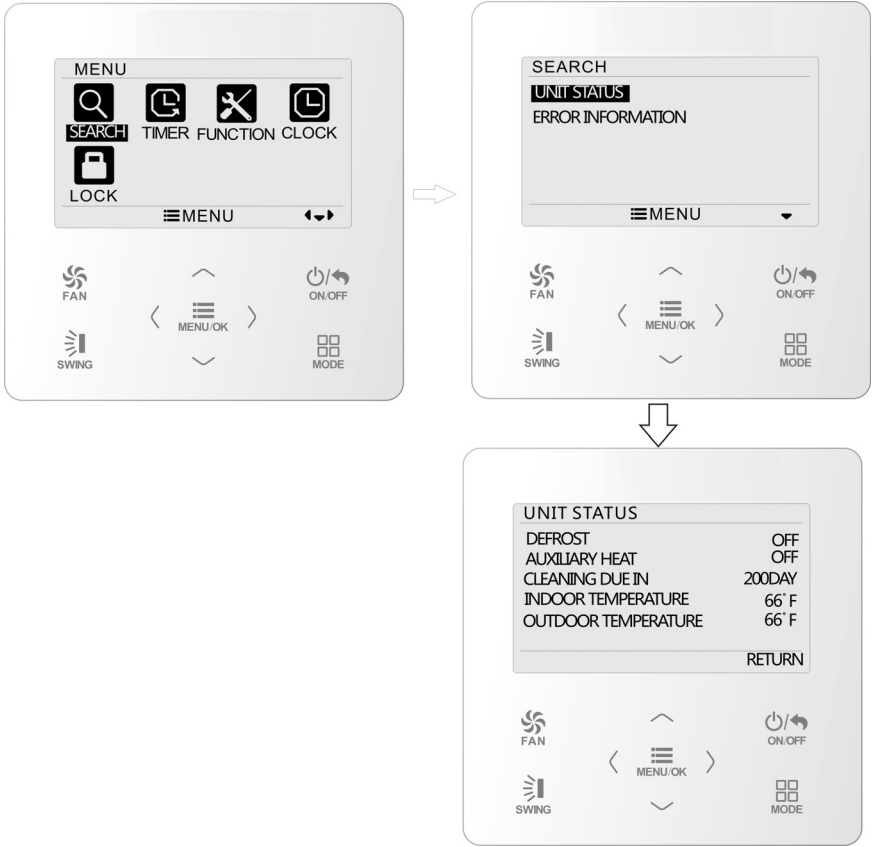 MENU
SEARCH TIMER FUNCTION CLOCK
LOCK
MENU
FAN
ON/OFF
MENU/OK
SWING
MODE
SEARCH
UNIT STATUS
ERROR INFORMATION
MENU
FAN
ON/OFF
MENU/OK
SWING
MODE
UNIT STATUS
DEFROST OFF
AUXILIARY HEAT OFF
CLEANING DUE IN 200DAY
INDOOR TEMPERATURE 66°F
OUTDOOR TEMPERATURE 66°F
RETURN
FAN
ON/OFF
MENU/OK
SWING
MODE